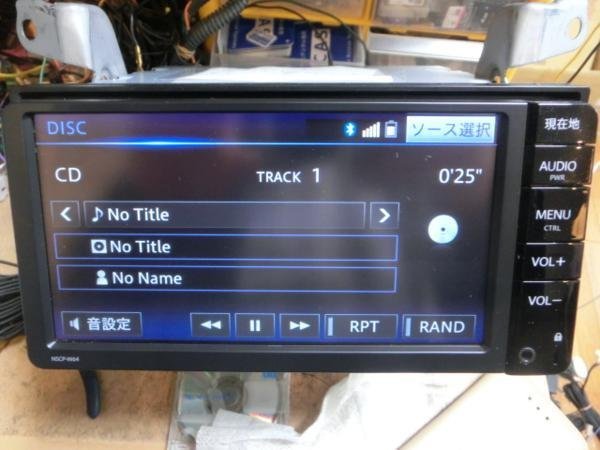 DISC
ソース選択
CD
TRACK 1
0'25"
No Title
No Title
No Name
音設定
RPT
RAND
現在地
AUDIO
PWR
MENU
CTRL
VOL+
VOL−
NSCP-W64